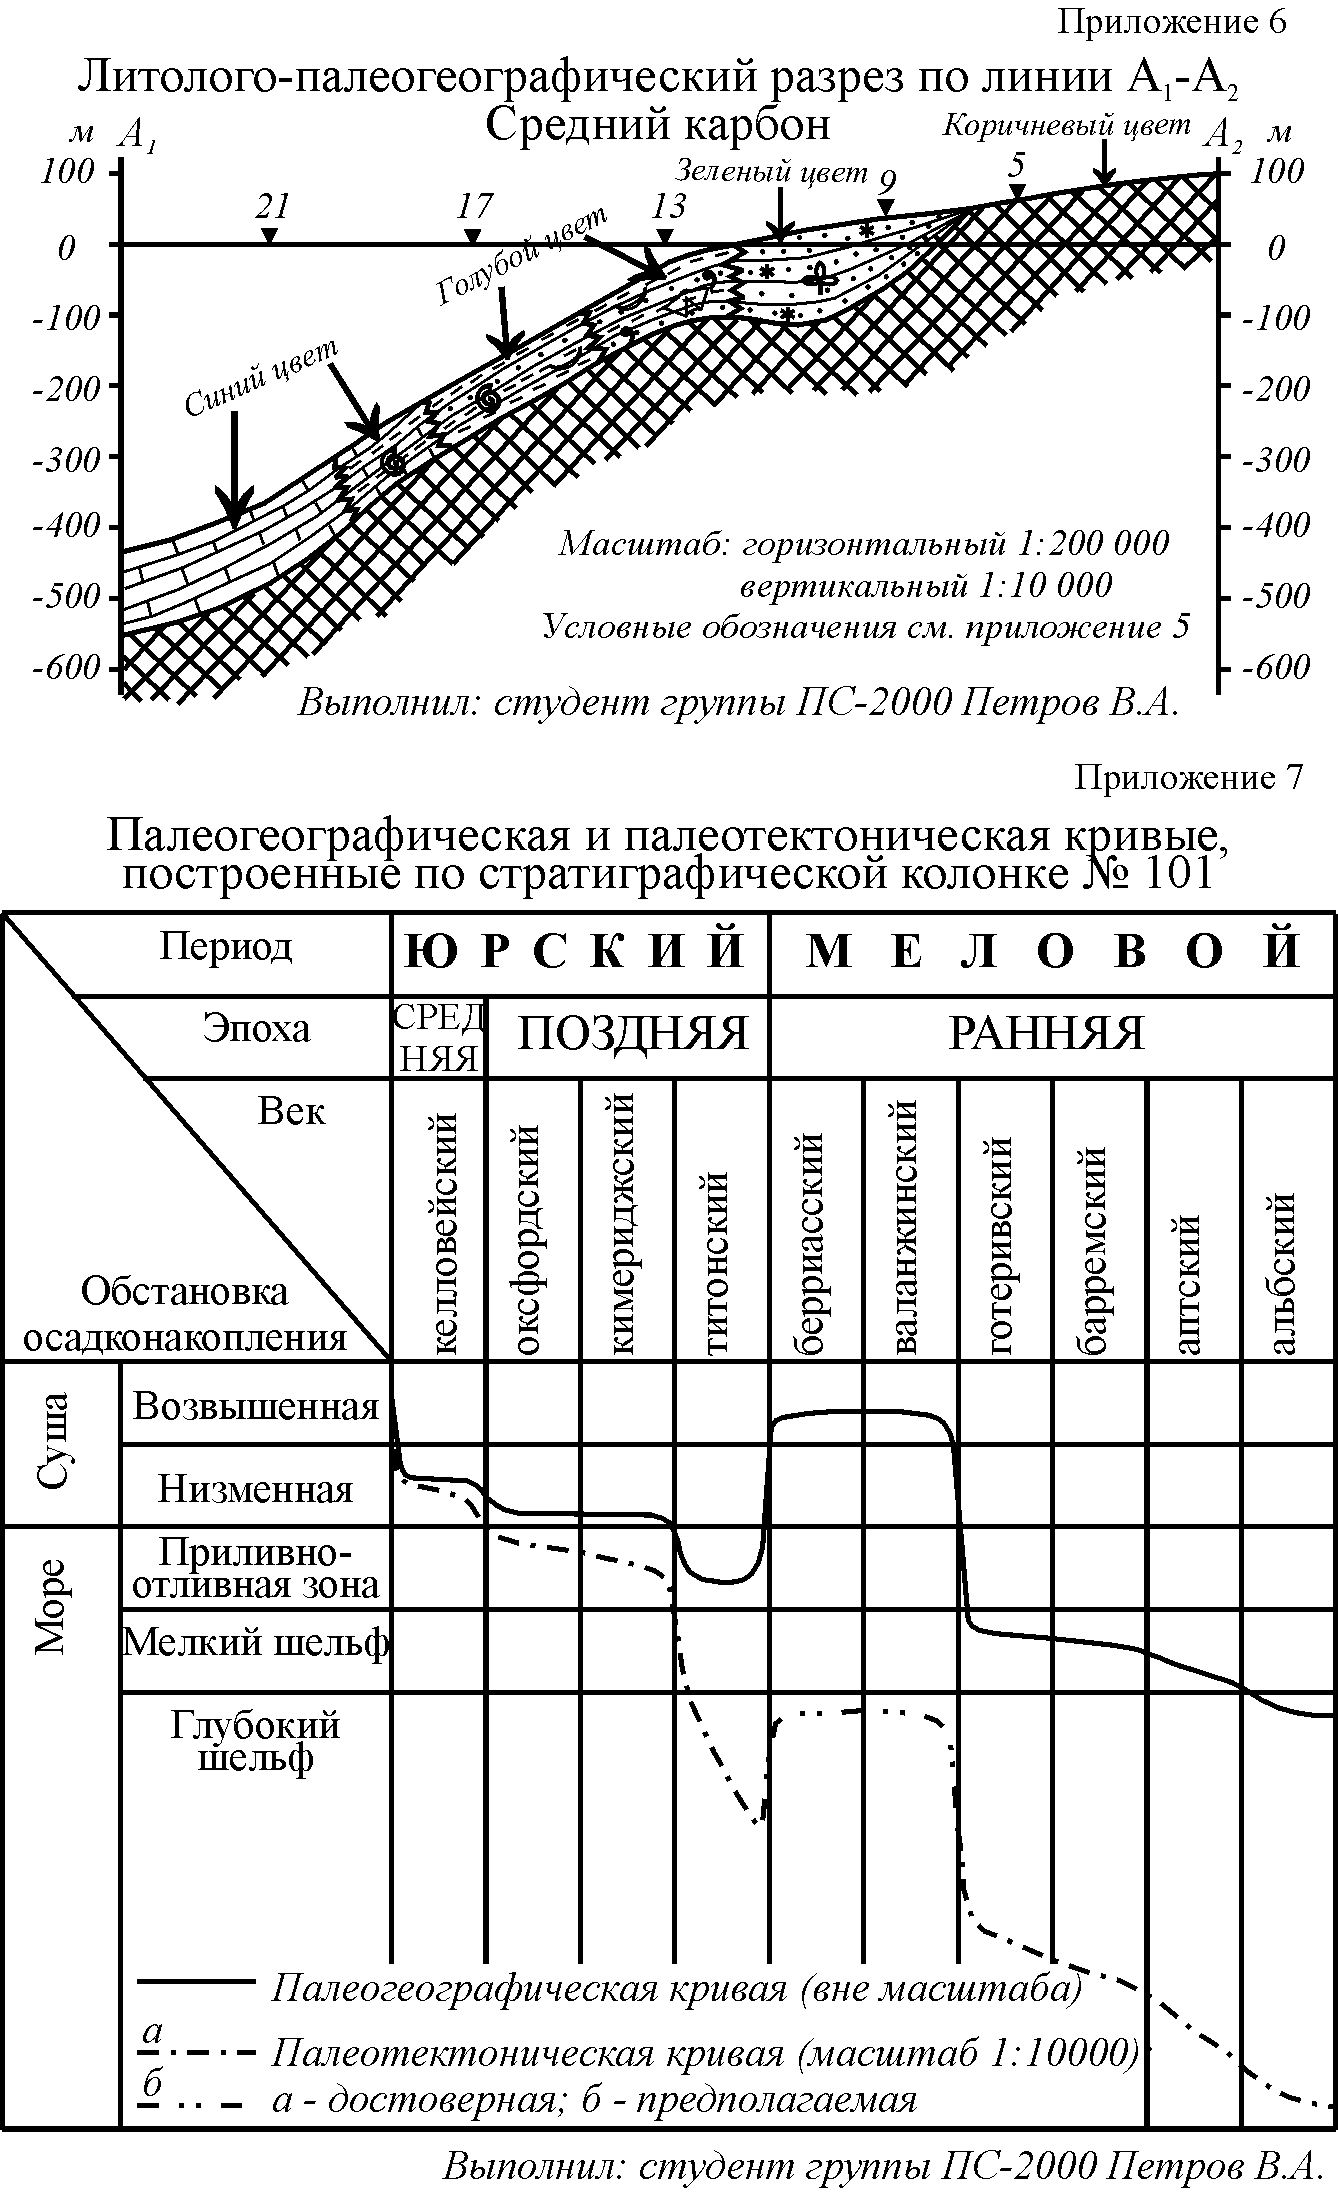 Приложение 6
Литолого-палеогеографический разрез по линии А1-А2
Средний карбон
м А1
Коричневый цвет
А2 м
Зеленый цвет
100
21
17
13
9
5
100
0
0
Голубой цвет
-100
-100
Синий цвет
-200
-200
-300
-300
-400
-400
Масштаб: горизонтальный 1:200 000
вертикальный 1:10 000
-500
-500
Условные обозначения см. приложение 5
-600
-600
Выполнил: студент группы ПС-2000 Петров В.А.
Приложение 7
Палеогеографическая и палеотектоническая кривые,
построенные по стратиграфической колонке № 101
Период
ЮРСКИЙ
МЕЛОВОЙ
Эпоха
СРЕД
НЯЯ
ПОЗДНЯЯ
РАННЯЯ
Век
келловейский
оксфордский
кимериджский
титонский
берриасский
валанжинский
готеривский
барремский
аптский
альбский
Обстановка
осадконакопления
Суша
Возвышенная
Низменная
Море
Приливно-
отливная зона
Мелкий шельф
Глубокий
шельф
Палеогеографическая кривая (вне масштаба)
а
Палеотектоническая кривая (масштаб 1:10000)
б
а - достоверная; б - предполагаемая
Выполнил: студент группы ПС-2000 Петров В.А.